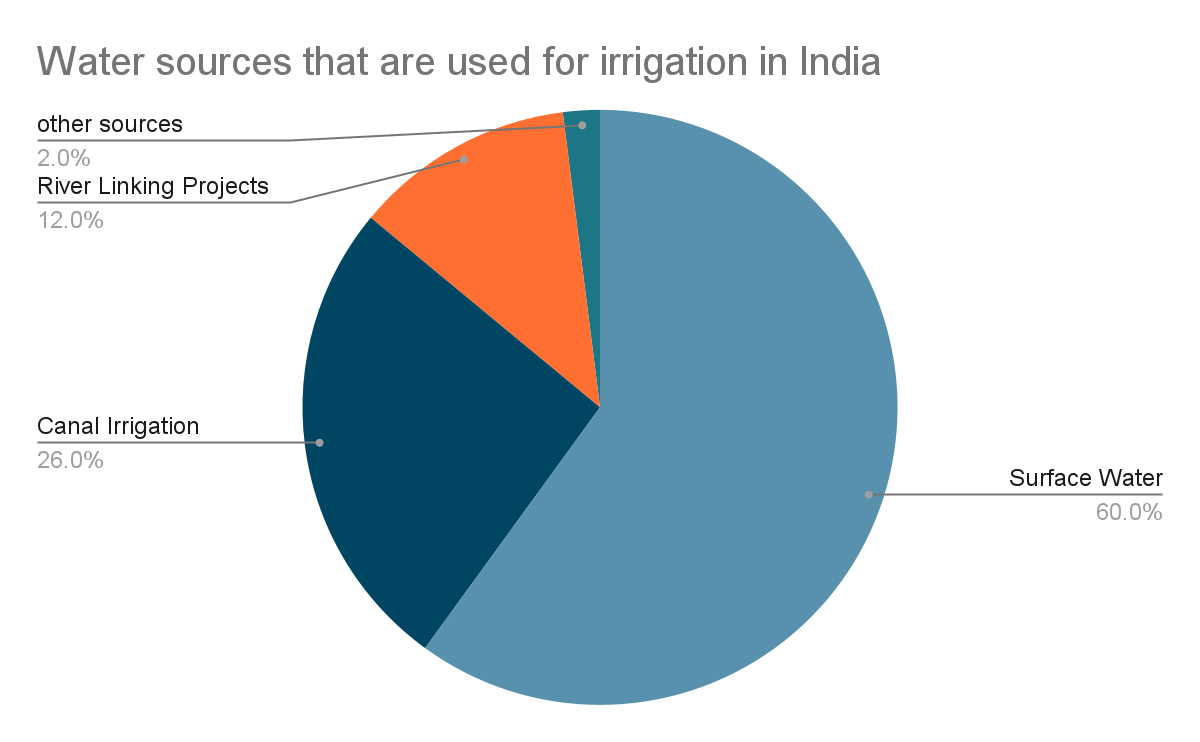 Water sources that are used for irrigation in India
other sources
2.0%
River Linking Projects
12.0%
Canal Irrigation
26.0%
Surface Water
60.0%